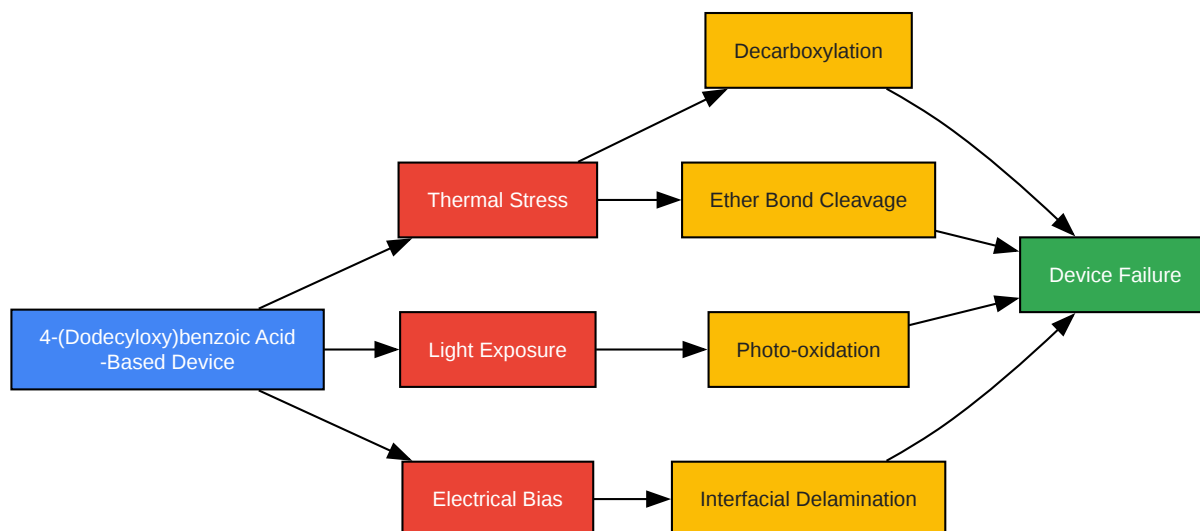 Decarboxylation
Thermal Stress
Ether Bond Cleavage
Device Failure
4-(Dodecyloxy)benzoic Acid
-Based Device
Light Exposure
Photo-oxidation
Electrical Bias
Interfacial Delamination